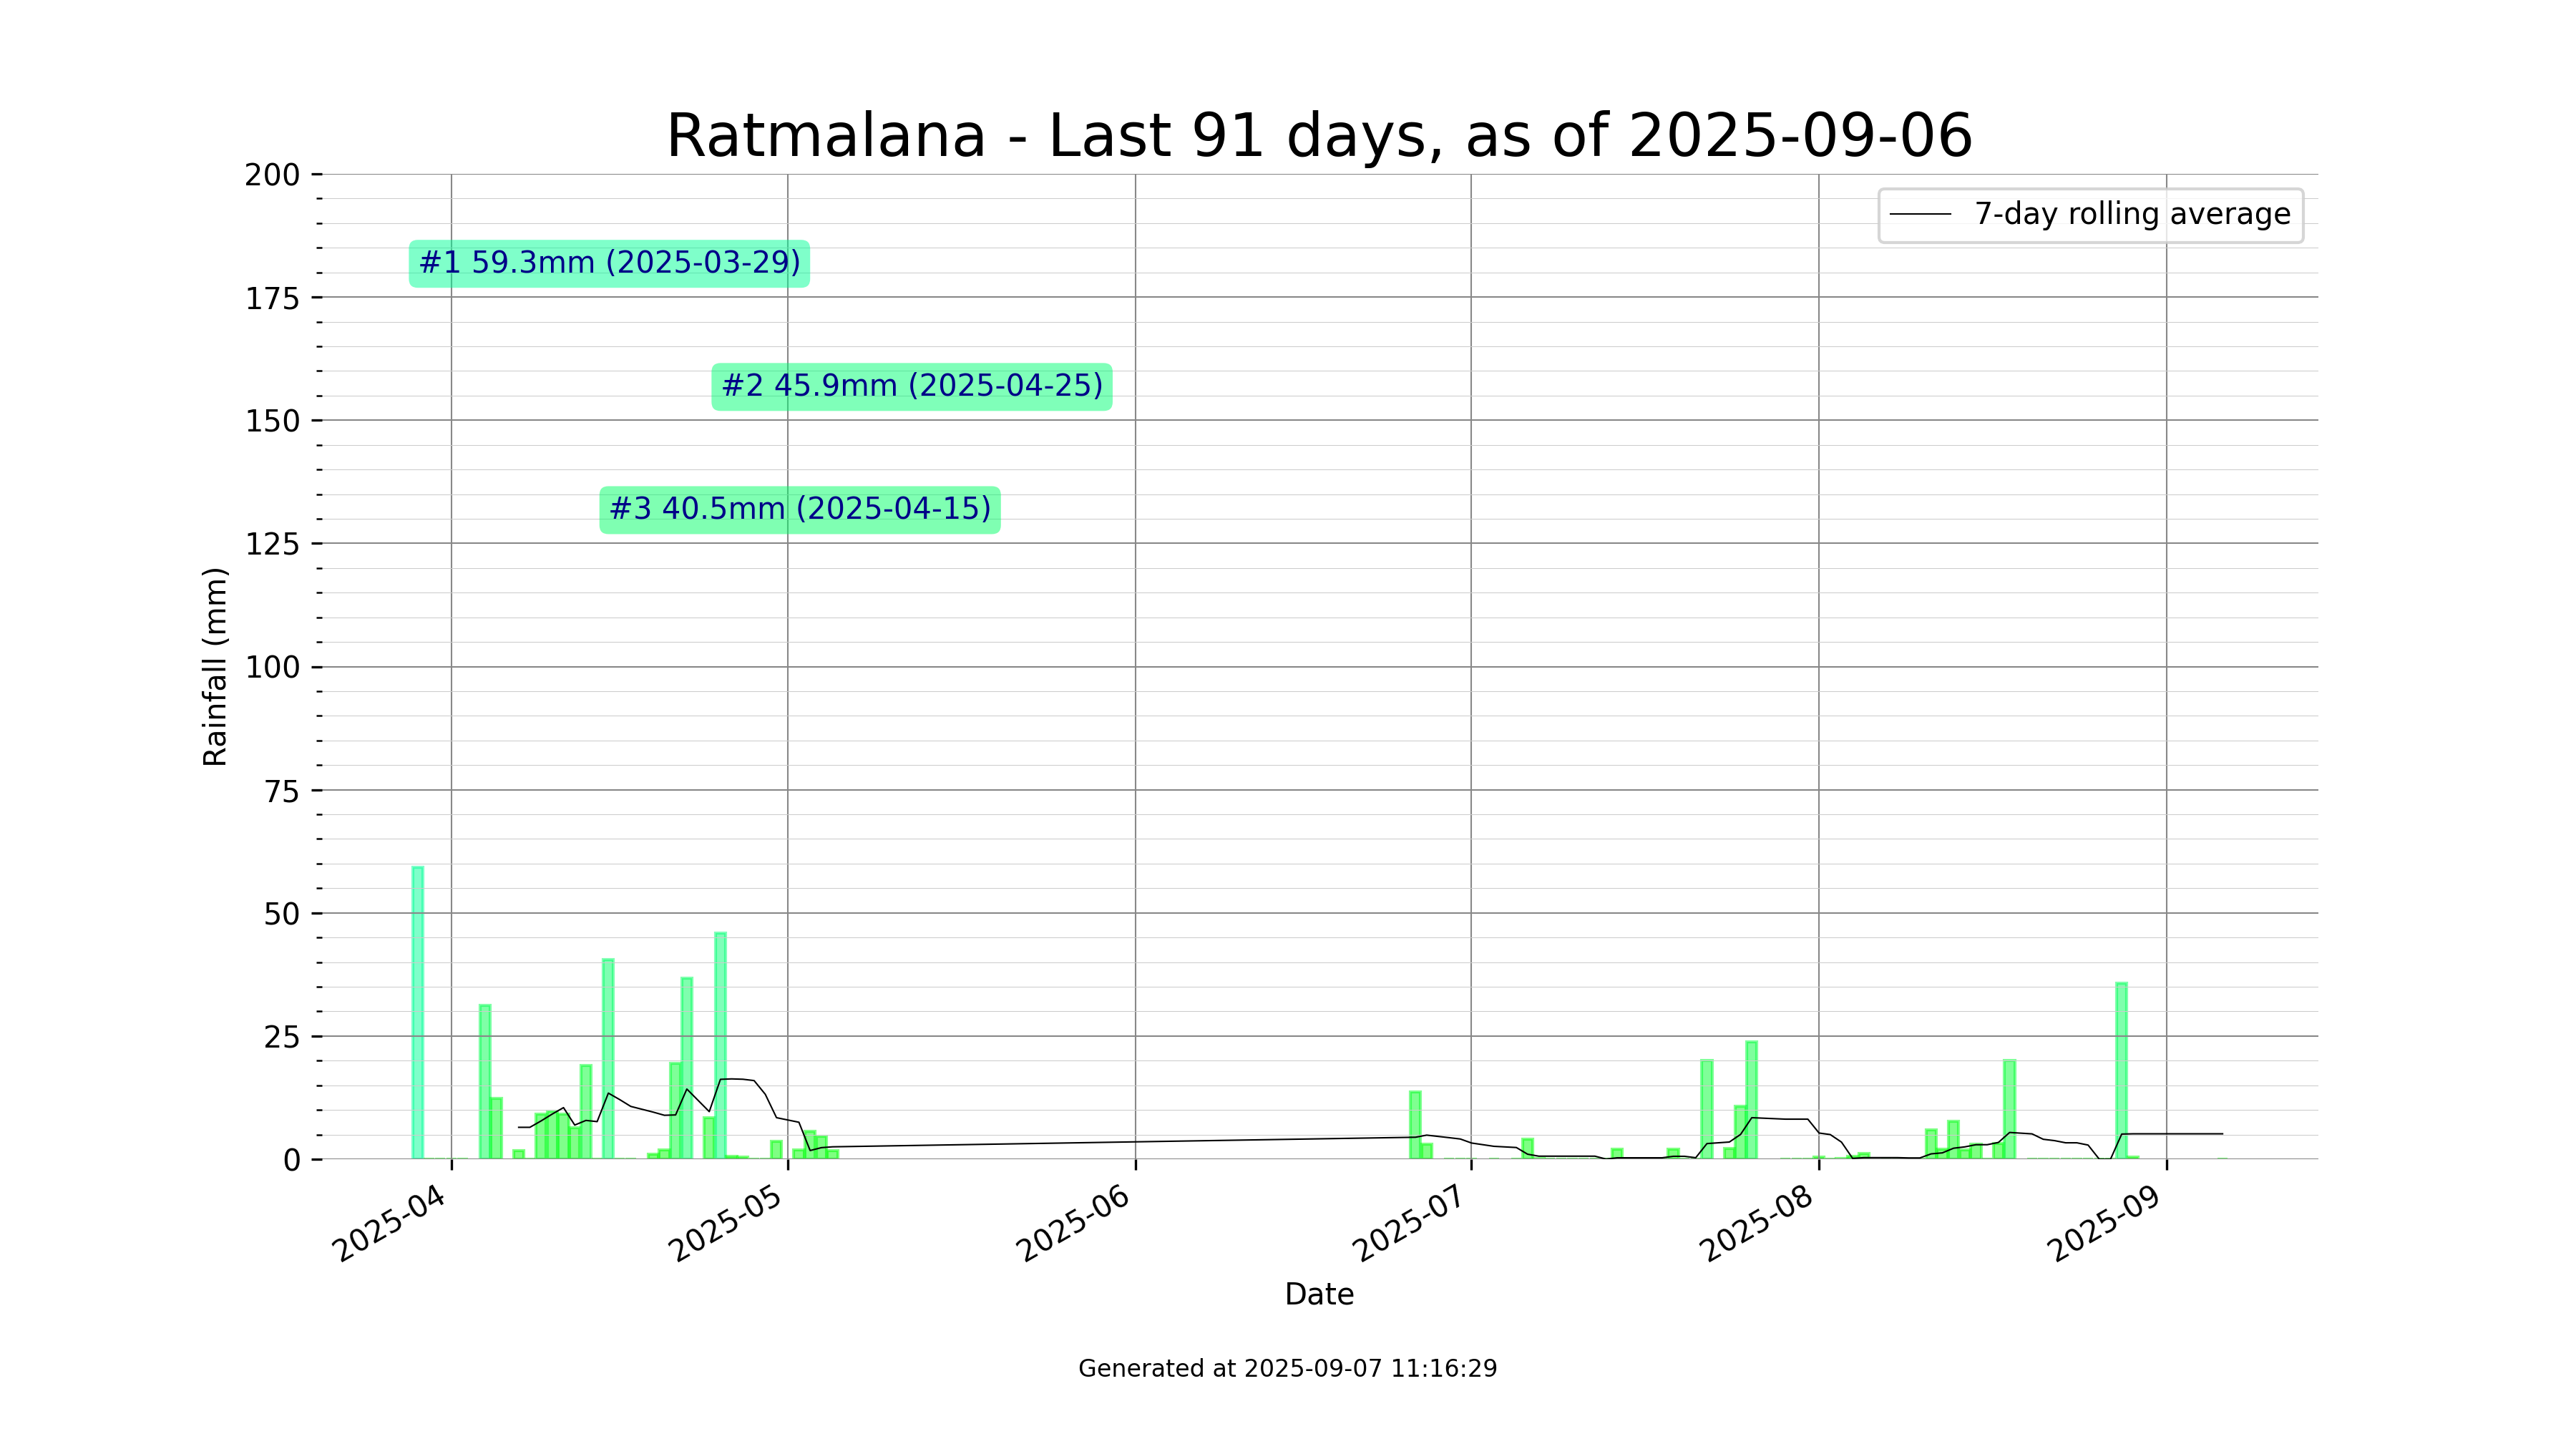 Ratmalana - Last 91 days, as of 2025-09-06
200
175
150
125
100
75
50
25
0
Rainfall (mm)
7-day rolling average
#1 59.3mm (2025-03-29)
#2 45.9mm (2025-04-25)
#3 40.5mm (2025-04-15)
2025-04
2025-05
2025-06
2025-07
2025-08
2025-09
Date
Generated at 2025-09-07 11:16:29